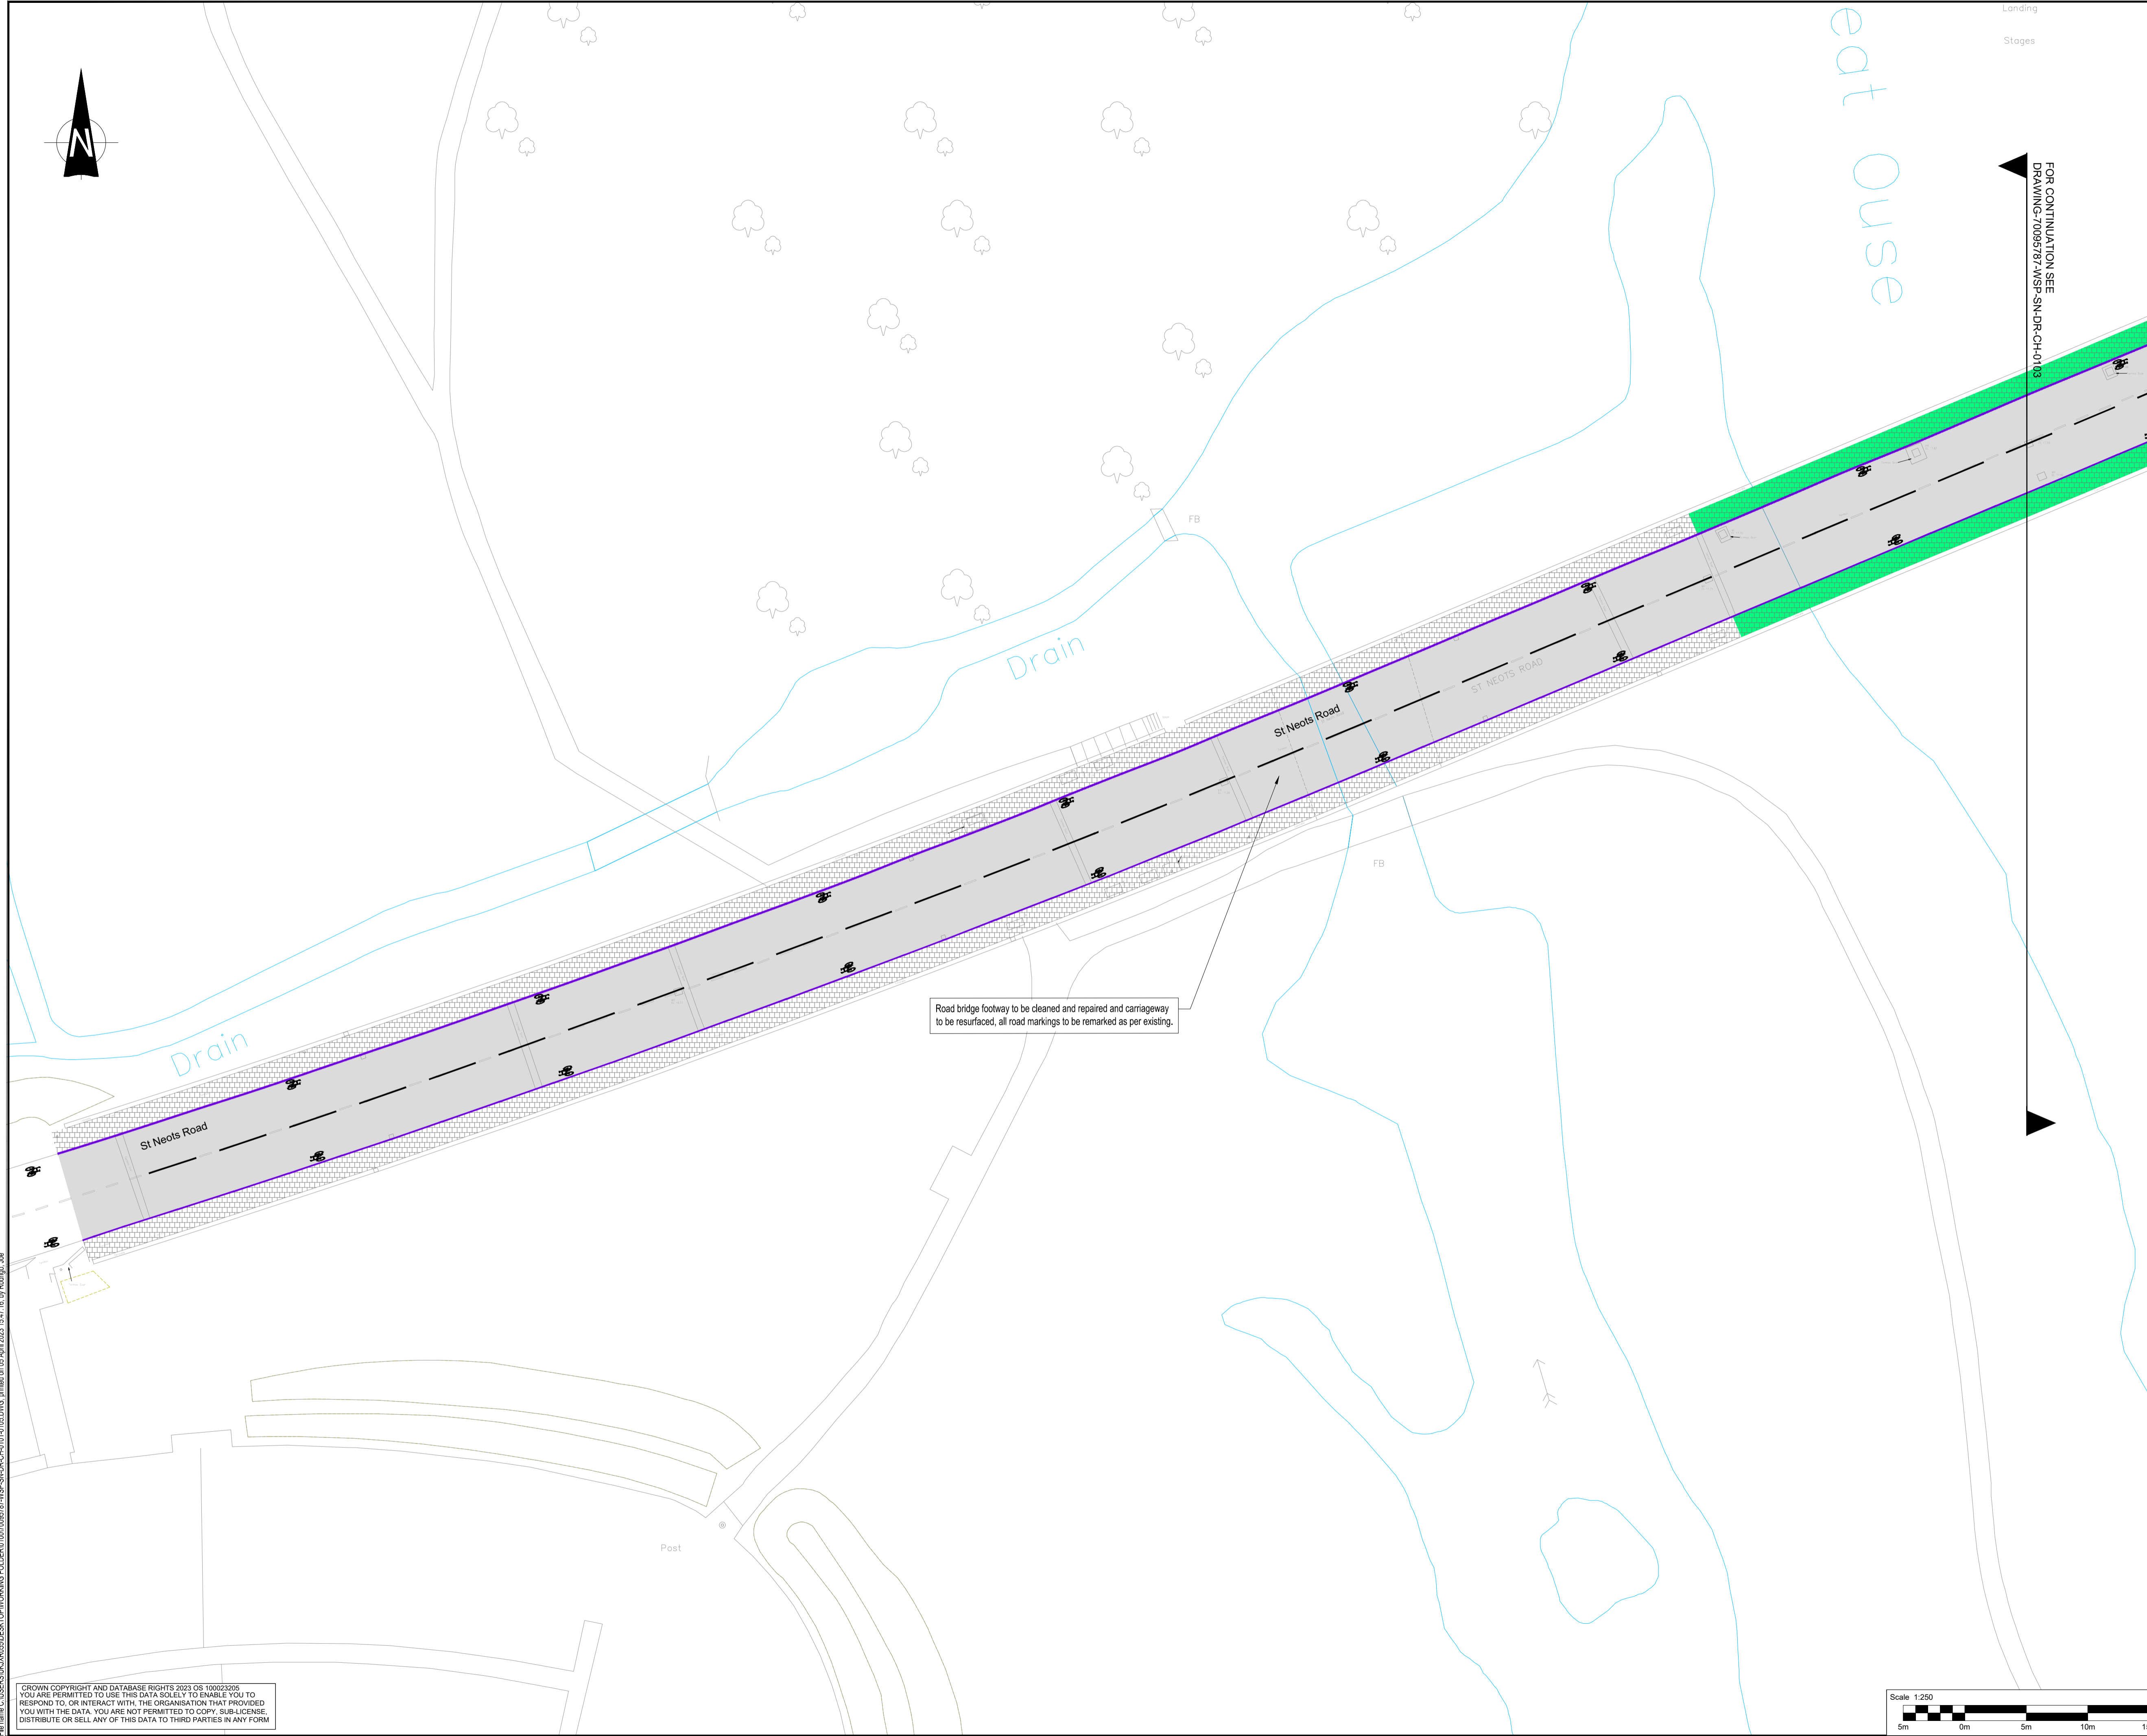 Landing
Stages
eat Ouse
N
FOR CONTINUATION SEE
DRAWING-70095787-WSP-SN-DR-CH-0103
FB
Drain
St Neots Road
ST NEOTS ROAD
FB
Road bridge footway to be cleaned and repaired and carriageway
to be resurfaced, all road markings to be remarked as per existing.
Drain
St Neots Road
Post
CROWN COPYRIGHT AND DATABASE RIGHTS 2023 OS 100023205
YOU ARE PERMITTED TO USE THIS DATA SOLELY TO ENABLE YOU TO
RESPOND TO, OR INTERACT WITH, THE ORGANISATION THAT PROVIDED
YOU WITH THE DATA. YOU ARE NOT PERMITTED TO COPY, SUB-LICENSE,
DISTRIBUTE OR SELL ANY OF THIS DATA TO THIRD PARTIES IN ANY FORM
Scale 1:250
5m 0m 5m 10m